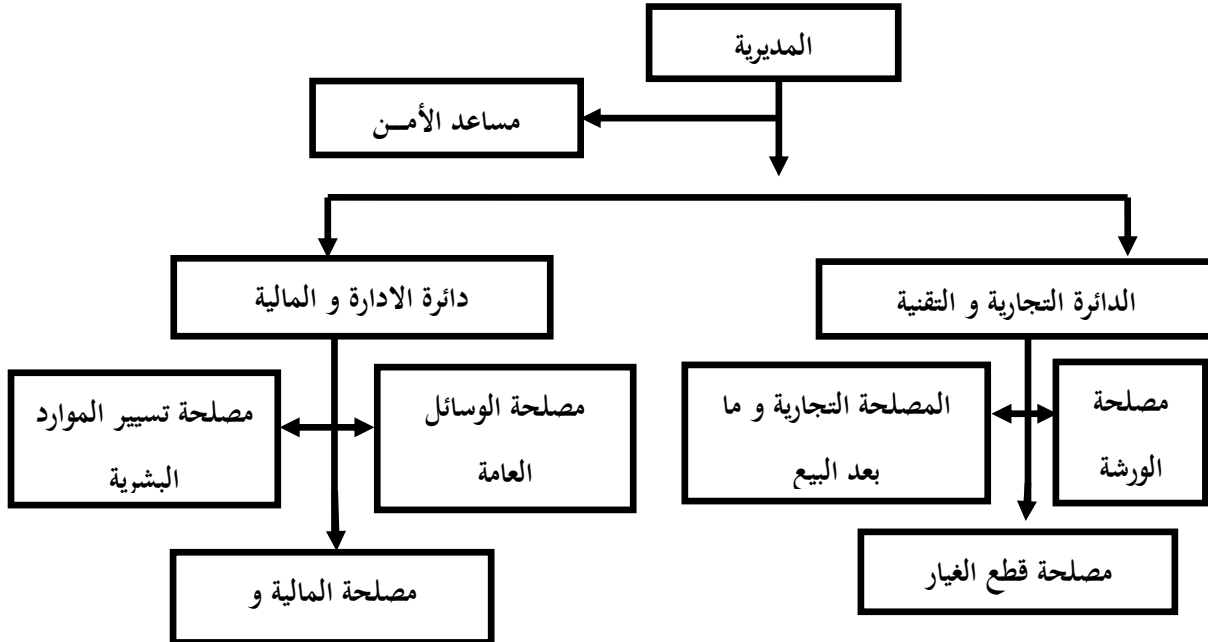 المديرية
مساعد الأمـــن
الدائرة التجارية و التقنية
دائرة الادارة و المالية
مصلحة
الورشة
المصلحة التجارية و ما
بعد البيع
مصلحة الوسائل
العامة
مصلحة تسيير الموارد
البشرية
مصلحة قطع الغيار
مصلحة المالية و